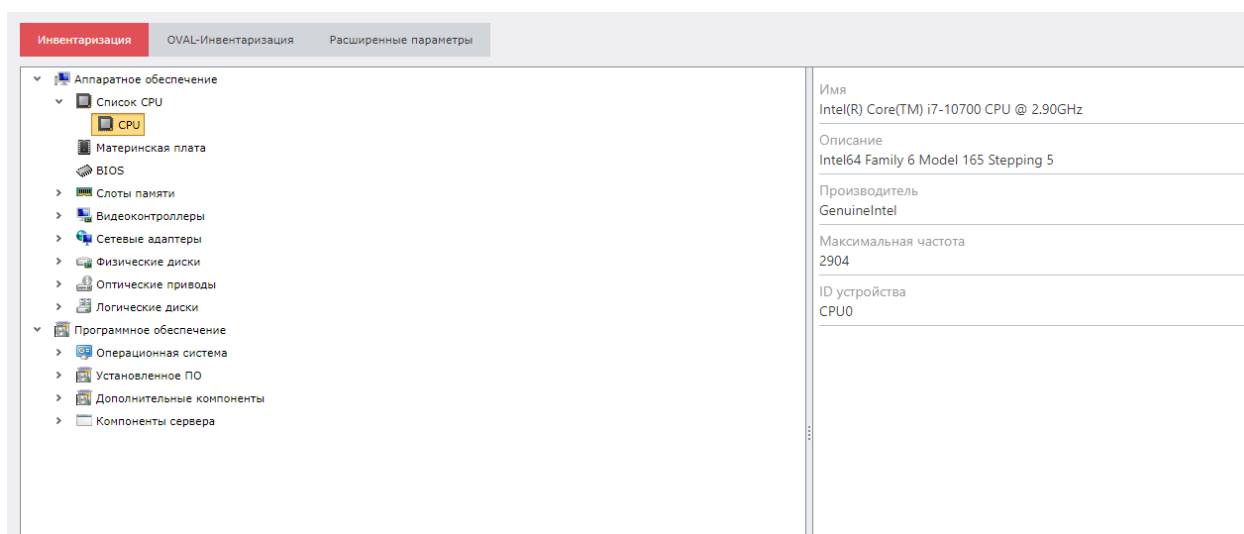 Инвентаризация OVAL-Инвентаризация Расширенные параметры
Аппаратное обеспечение
Список CPU
CPU
Материнская плата
BIOS
Слоты памяти
Видеоконтроллеры
Сетевые адаптеры
Физические диски
Оптические приводы
Логические диски
Программное обеспечение
Операционная система
Установленное ПО
Дополнительные компоненты
Компоненты сервера
Имя
Intel(R) Core(TM) i7-10700 CPU @ 2.90GHz
Описание
Intel64 Family 6 Model 165 Stepping 5
Производитель
GenuineIntel
Максимальная частота
2904
ID устройства
CPU0